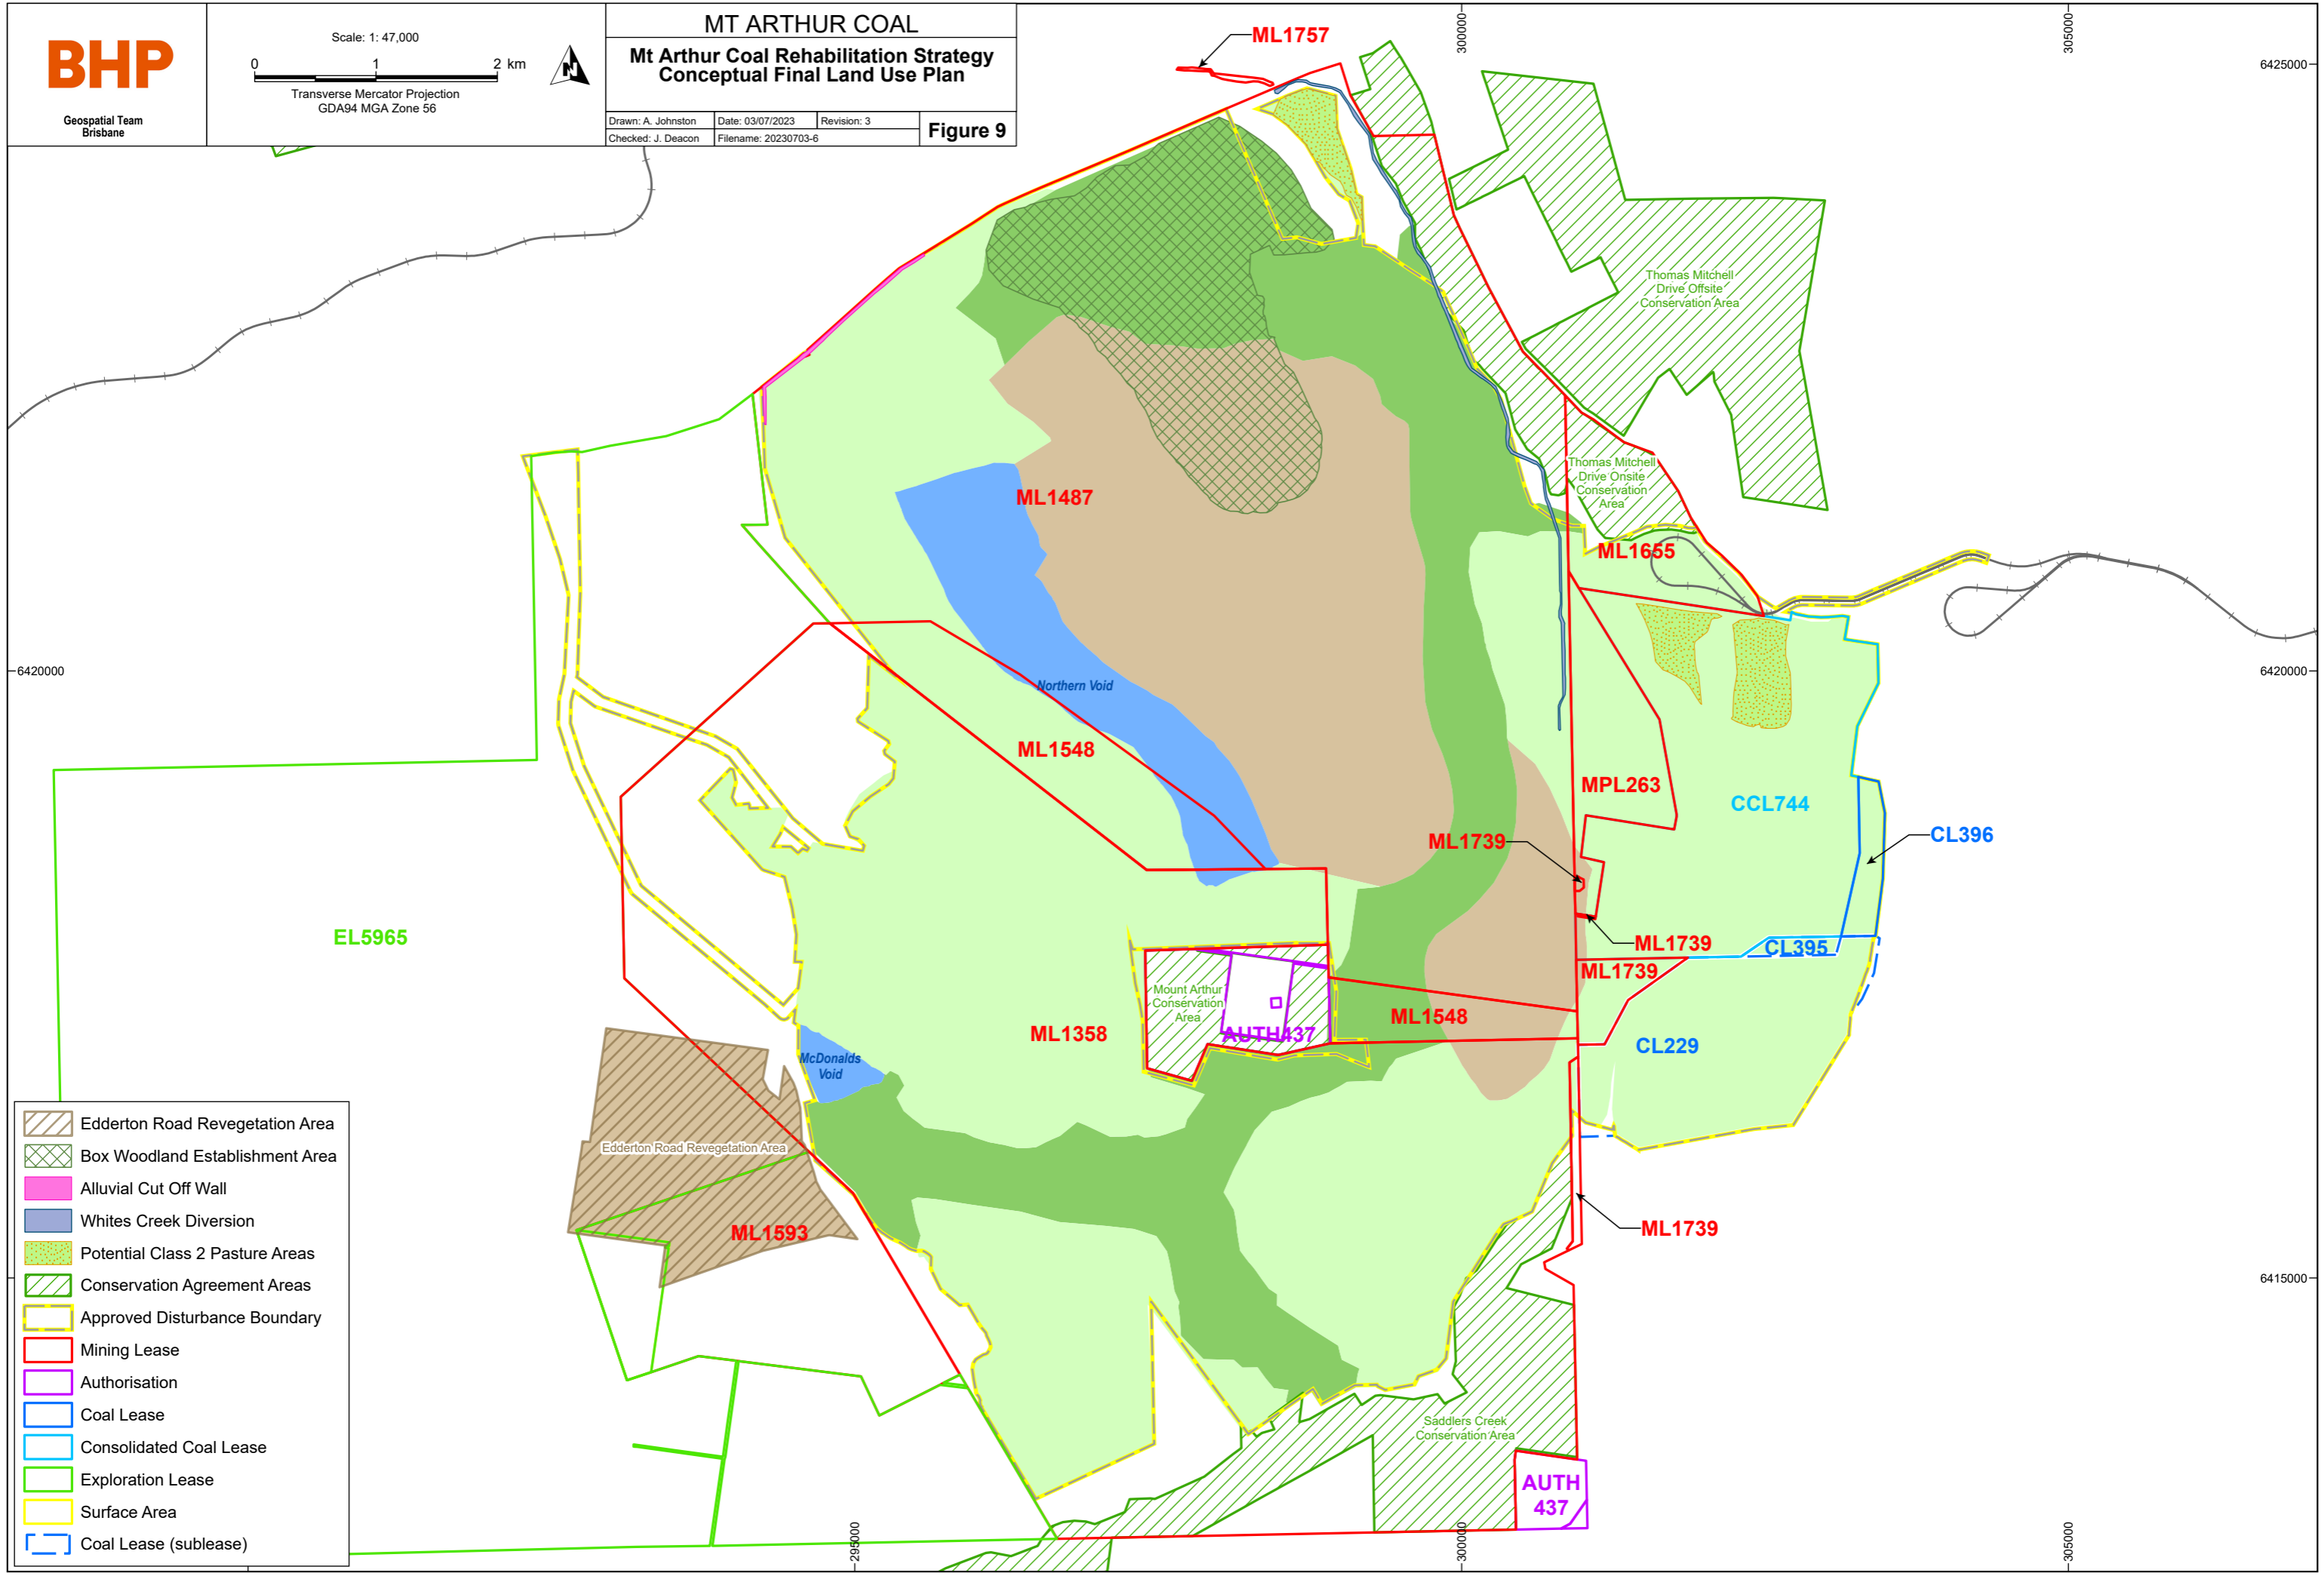 BHP
Geospatial Team
Brisbane
Scale: 1: 47,000
0 1 2 km
N
Transverse Mercator Projection
GDA94 MGA Zone 56
MT ARTHUR COAL
Mt Arthur Coal Rehabilitation Strategy
Conceptual Final Land Use Plan
Drawn: A. Johnston
Date: 03/07/2023
Revision: 3
Checked: J. Deacon
Filename: 20230703-6
Figure 9
ML1757
300000
305000
6425000
Thomas Mitchell
Drive Offsite
Conservation Area
Thomas Mitchell
Drive Onsite
Conservation
Area
ML1487
ML1655
6420000
6420000
Northern Void
ML1548
MPL263
CCL744
ML1739
CL396
EL5965
ML1739
CL395
ML1739
Mount Arthur
Conservation
Area
ML1358
AUTH437
ML1548
CL229
McDonalds
Void
Edderton Road Revegetation Area
ML1593
ML1739
6415000
Saddlers Creek
Conservation Area
AUTH
437
295000
300000
305000
Edderton Road Revegetation Area
Box Woodland Establishment Area
Alluvial Cut Off Wall
Whites Creek Diversion
Potential Class 2 Pasture Areas
Conservation Agreement Areas
Approved Disturbance Boundary
Mining Lease
Authorisation
Coal Lease
Consolidated Coal Lease
Exploration Lease
Surface Area
Coal Lease (sublease)